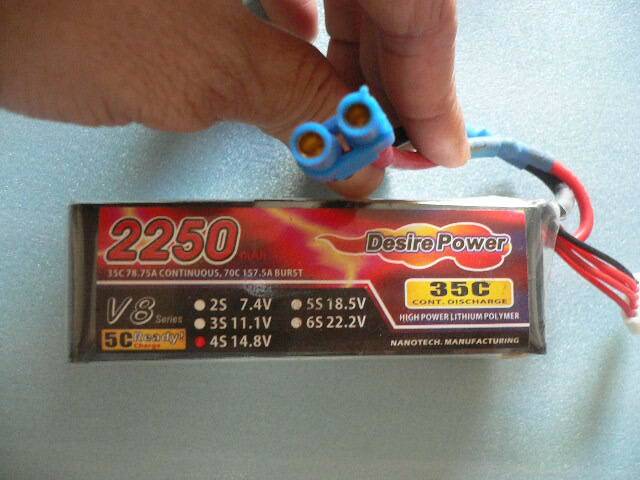 2250 mAh
35C 78.75A CONTINUOUS, 70C 157.5A BURST
Desire Power
35C
CONT. DISCHARGE
HIGH POWER LITHIUM POLYMER
V8 Series
5C Ready!
Charge
2S 7.4V
5S 18.5V
3S 11.1V
6S 22.2V
4S 14.8V
NANOTECH. MANUFACTURING